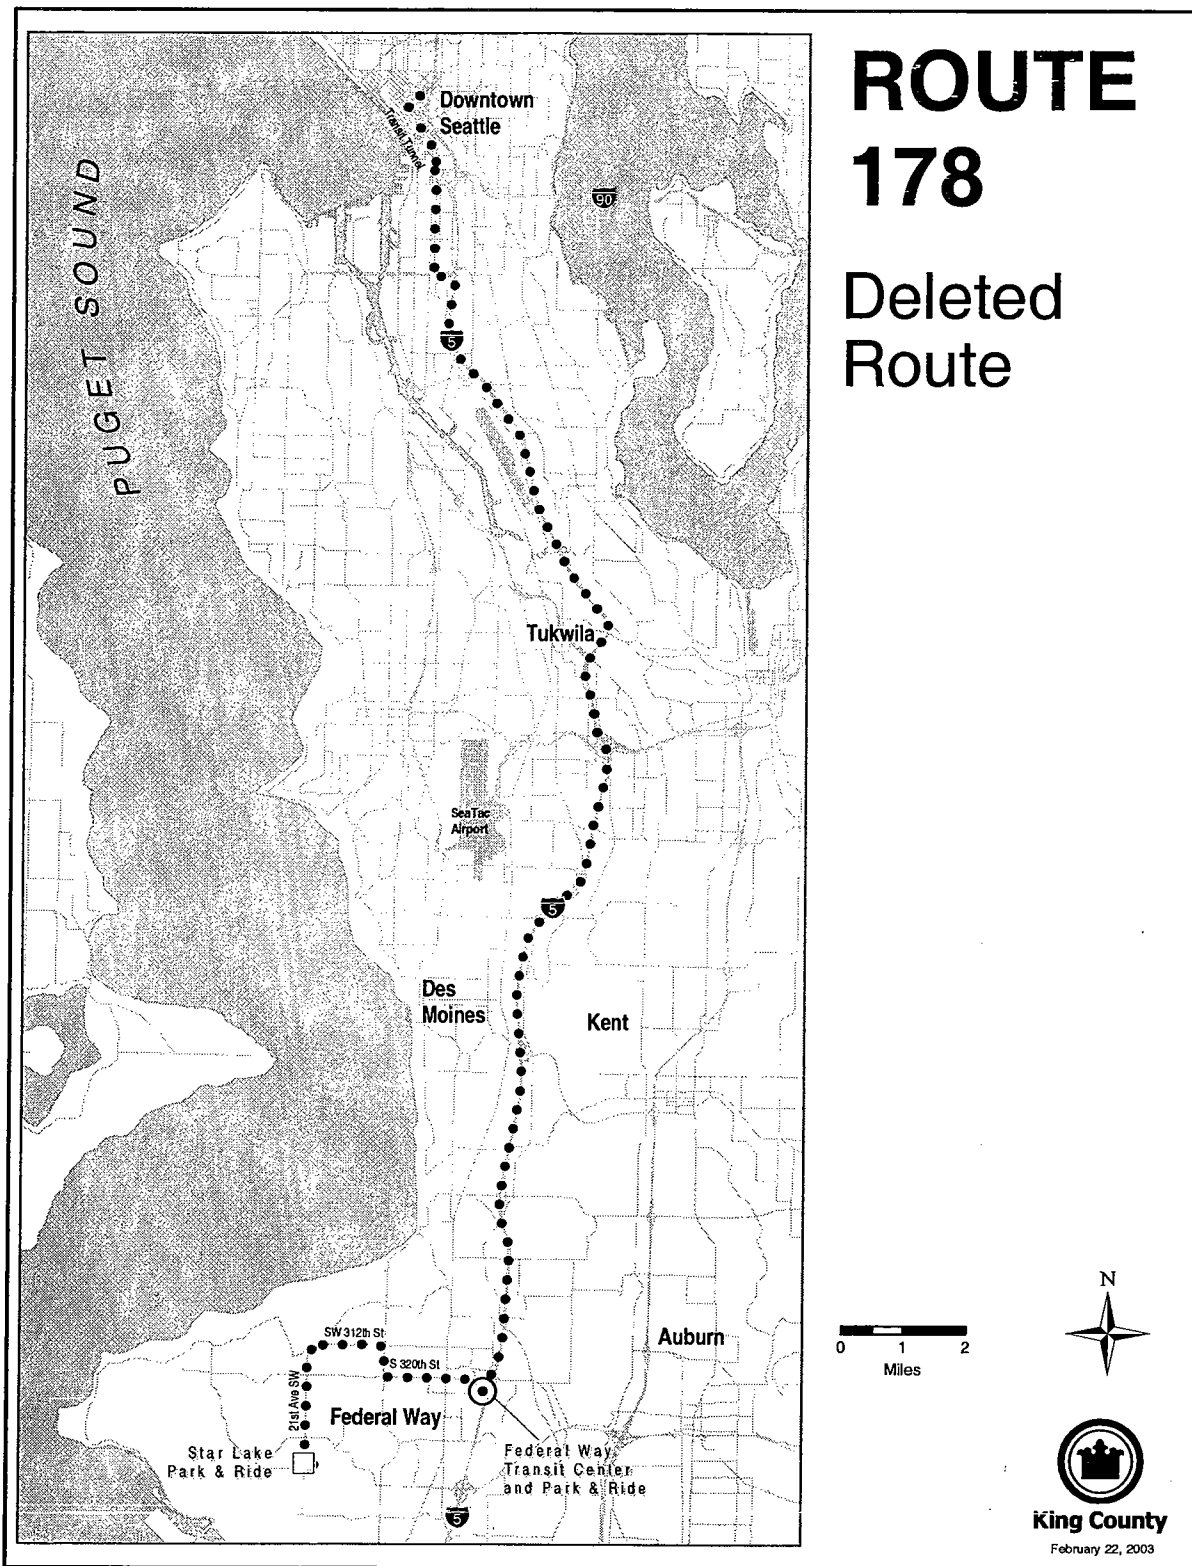 ROUTE
178
Deleted
Route
Downtown
Seattle
Transit Tunnel
PUGET SOUND
90
5
Tukwila
SeaTac
Airport
5
Des
Moines
Kent
Auburn
SW 312th St
S 320th St
21st Ave SW
Federal Way
Star Lake
Park & Ride
Federal Way
Transit Center
and Park & Ride
5
N
0 1 2
Miles
King County
February 22, 2003